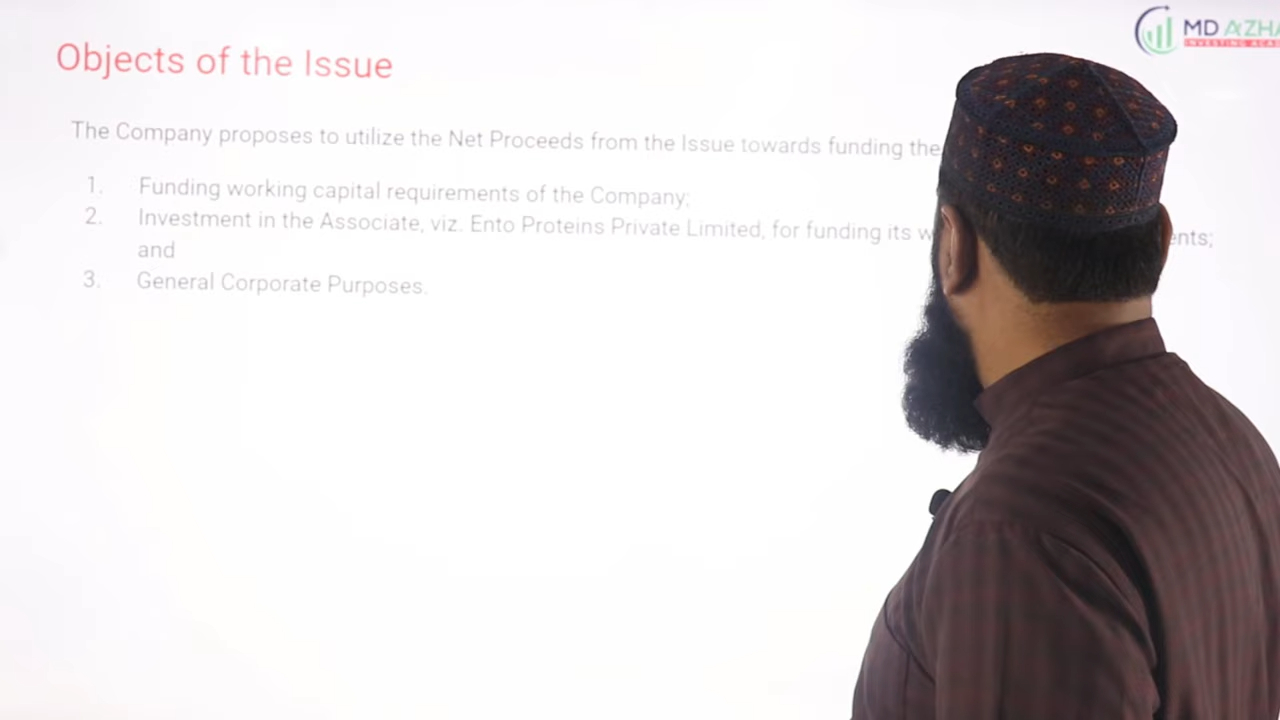 MD AZHA
INVESTING ACA
Objects of the Issue
The Company proposes to utilize the Net Proceeds from the Issue towards funding the
1. Funding working capital requirements of the Company;
2. Investment in the Associate, viz. Ento Proteins Private Limited, for funding its w ents;
and
3. General Corporate Purposes.